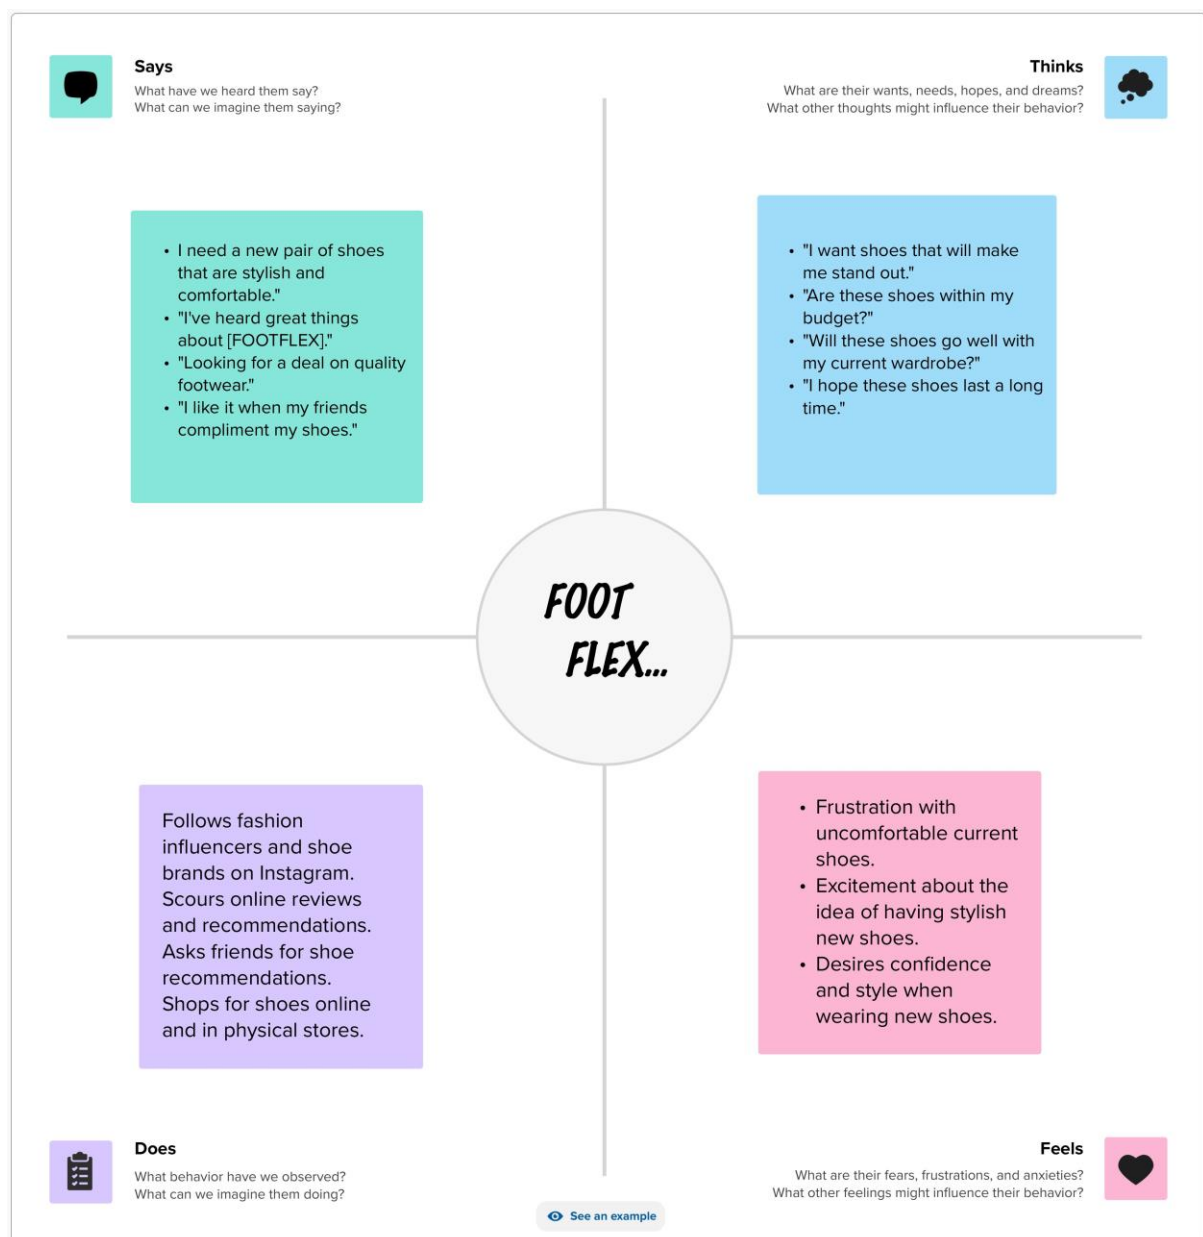 Says
What have we heard them say?
What can we imagine them saying?
Thinks
What are their wants, needs, hopes, and dreams?
What other thoughts might influence their behavior?
• I need a new pair of shoes
that are stylish and
comfortable."
• "I've heard great things
about [FOOTFLEX]."
• "Looking for a deal on quality
footwear."
• "I like it when my friends
compliment my shoes."
• "I want shoes that will make
me stand out."
• "Are these shoes within my
budget?"
• "Will these shoes go well with
my current wardrobe?"
• "I hope these shoes last a long
time."
FOOT
FLEX...
Follows fashion
influencers and shoe
brands on Instagram.
Scours online reviews
and recommendations.
Asks friends for shoe
recommendations.
Shops for shoes online
and in physical stores.
• Frustration with
uncomfortable current
shoes.
• Excitement about the
idea of having stylish
new shoes.
• Desires confidence
and style when
wearing new shoes.
Does
What behavior have we observed?
What can we imagine them doing?
Feels
What are their fears, frustrations, and anxieties?
What other feelings might influence their behavior?
See an example